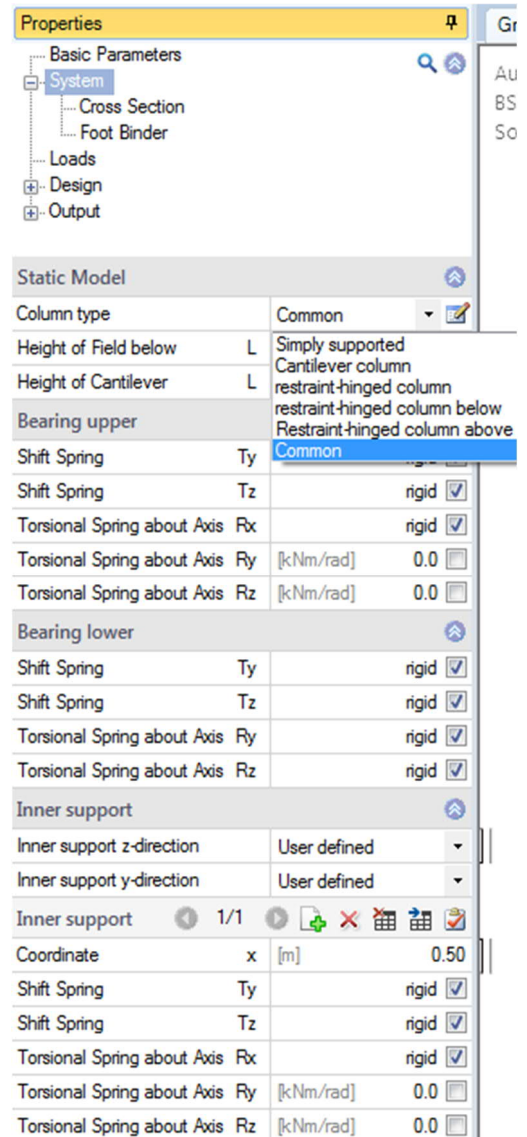 Properties
Gr
Basic Parameters
System
Cross Section
Foot Binder
Loads
Design
Output
Au
BS
Sc
Static Model
Column type Common
Height of Field below L
Height of Cantilever L
Simply supported
Cantilever column
restraint-hinged column
restraint-hinged column below
Restraint-hinged column above
Common
Bearing upper
Shift Spring Ty rigid
Shift Spring Tz rigid
Torsional Spring about Axis Rx rigid
Torsional Spring about Axis Ry [kNm/rad] 0.0
Torsional Spring about Axis Rz [kNm/rad] 0.0
Bearing lower
Shift Spring Ty rigid
Shift Spring Tz rigid
Torsional Spring about Axis Ry rigid
Torsional Spring about Axis Rz rigid
Inner support
Inner support z-direction User defined
Inner support y-direction User defined
Inner support 1/1
Coordinate x [m] 0.50
Shift Spring Ty rigid
Shift Spring Tz rigid
Torsional Spring about Axis Rx rigid
Torsional Spring about Axis Ry [kNm/rad] 0.0
Torsional Spring about Axis Rz [kNm/rad] 0.0